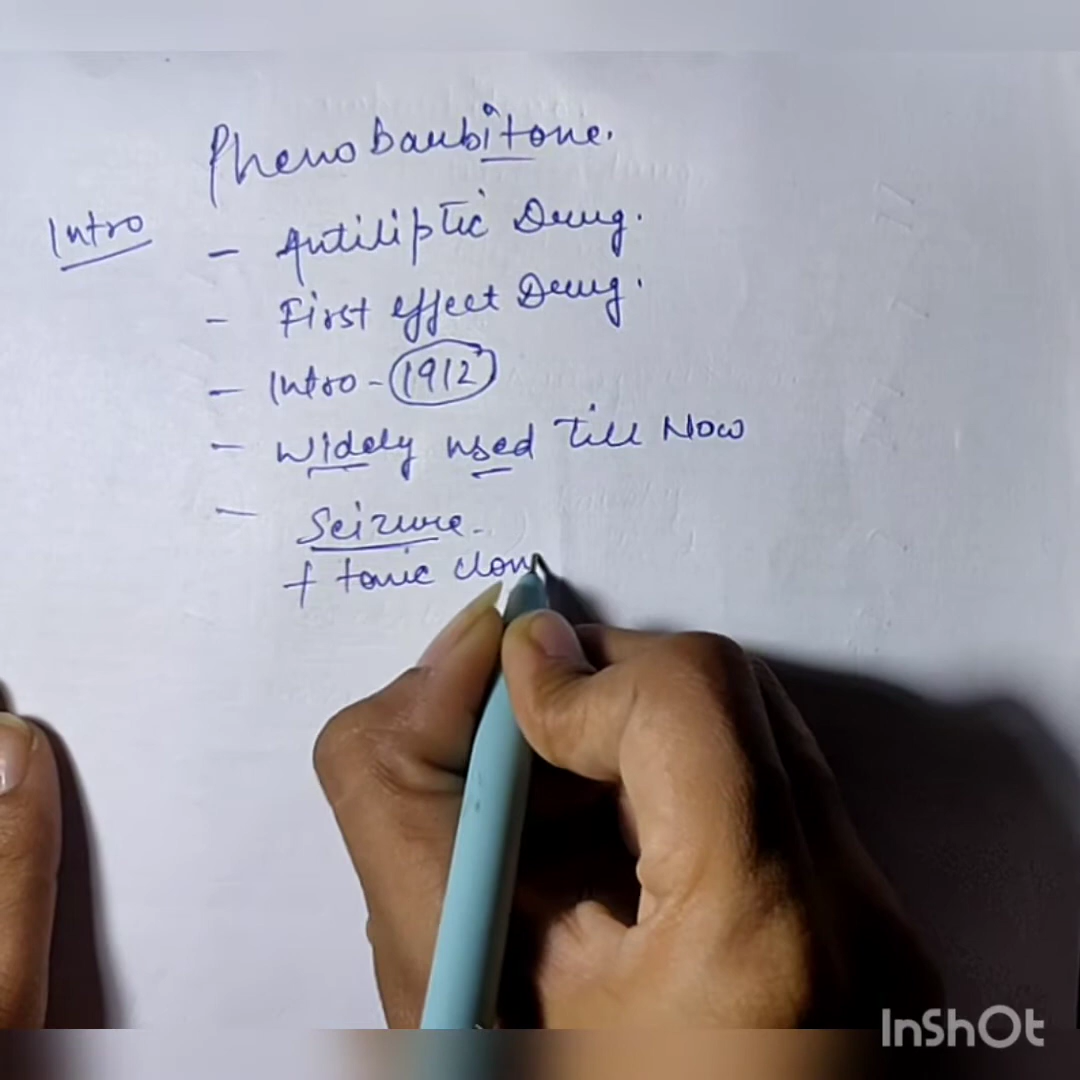 Phenobarbitone.
Intro
- Antiliptic Drug.
- First effect Drug.
- Intro - 1912
- Widely used Till Now
- Seizure.
+ tonic clon
InShOt